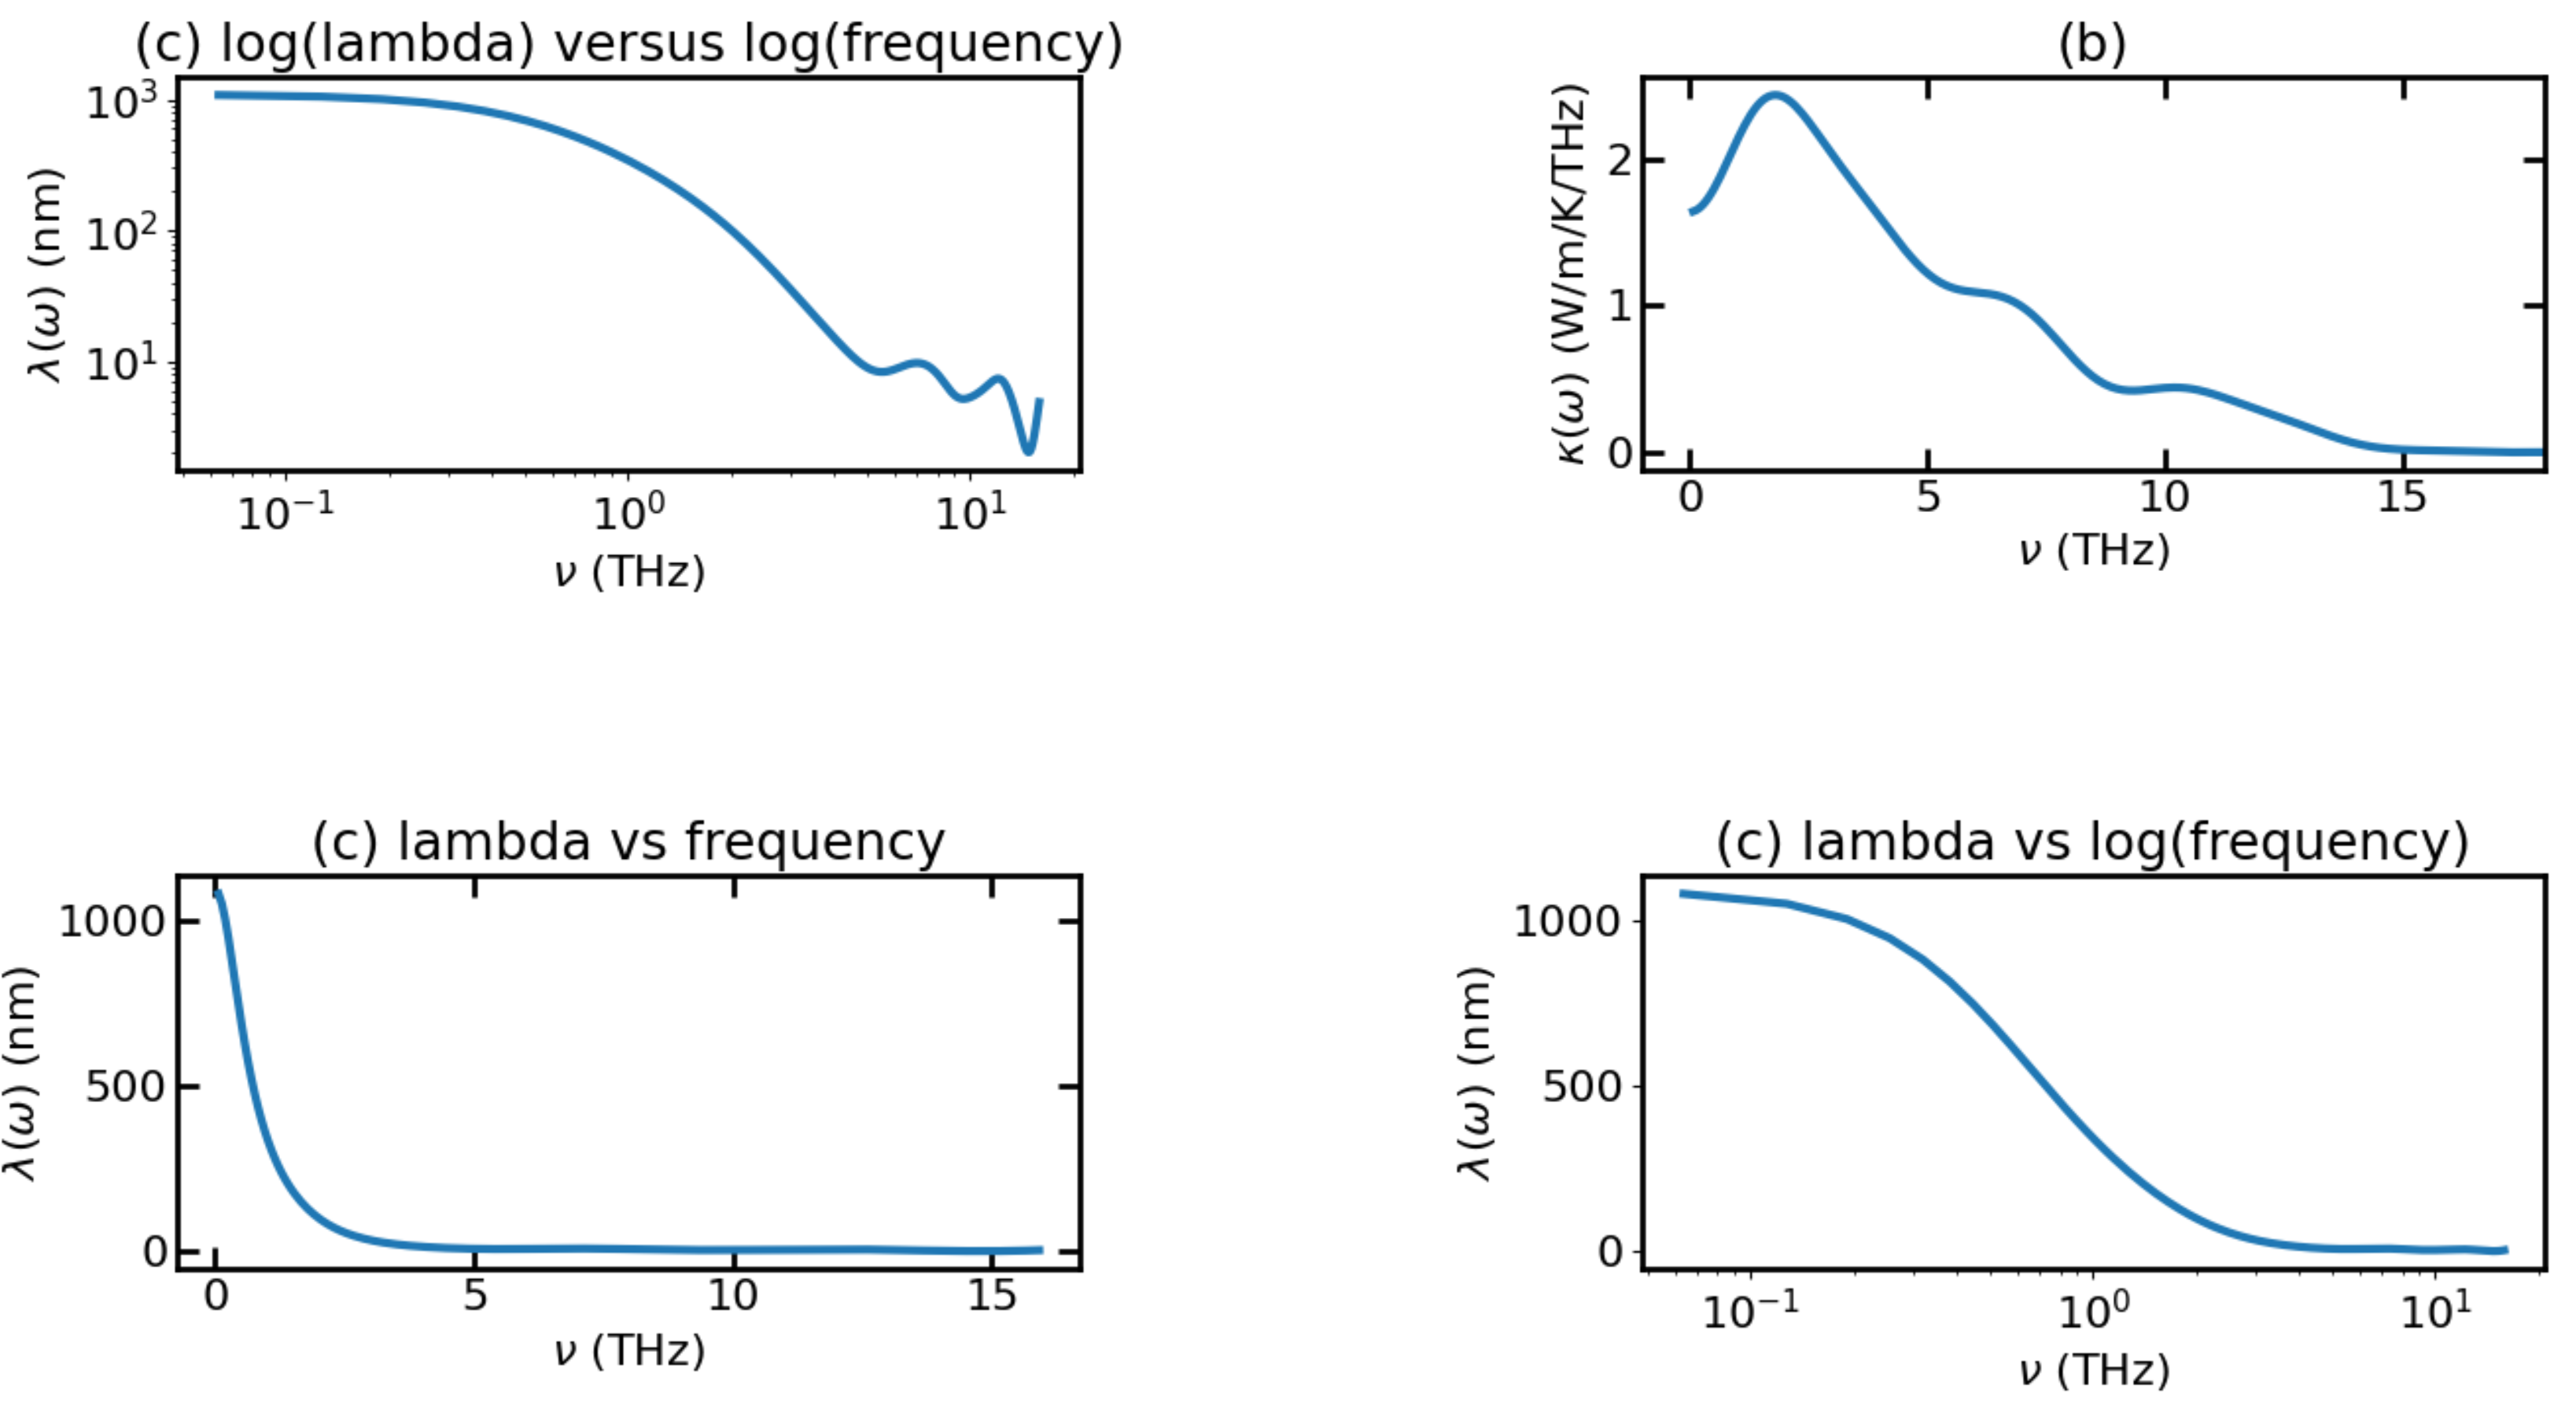 (c) log(lambda) versus log(frequency)
λ(ω) (nm)
10³
10²
10¹
10⁻¹ 10⁰ 10¹
ν (THz)
(b)
κ(ω) (W/m/K/THz)
2
1
0
0 5 10 15
ν (THz)
(c) lambda vs frequency
λ(ω) (nm)
1000
500
0
0 5 10 15
ν (THz)
(c) lambda vs log(frequency)
λ(ω) (nm)
1000
500
0
10⁻¹ 10⁰ 10¹
ν (THz)